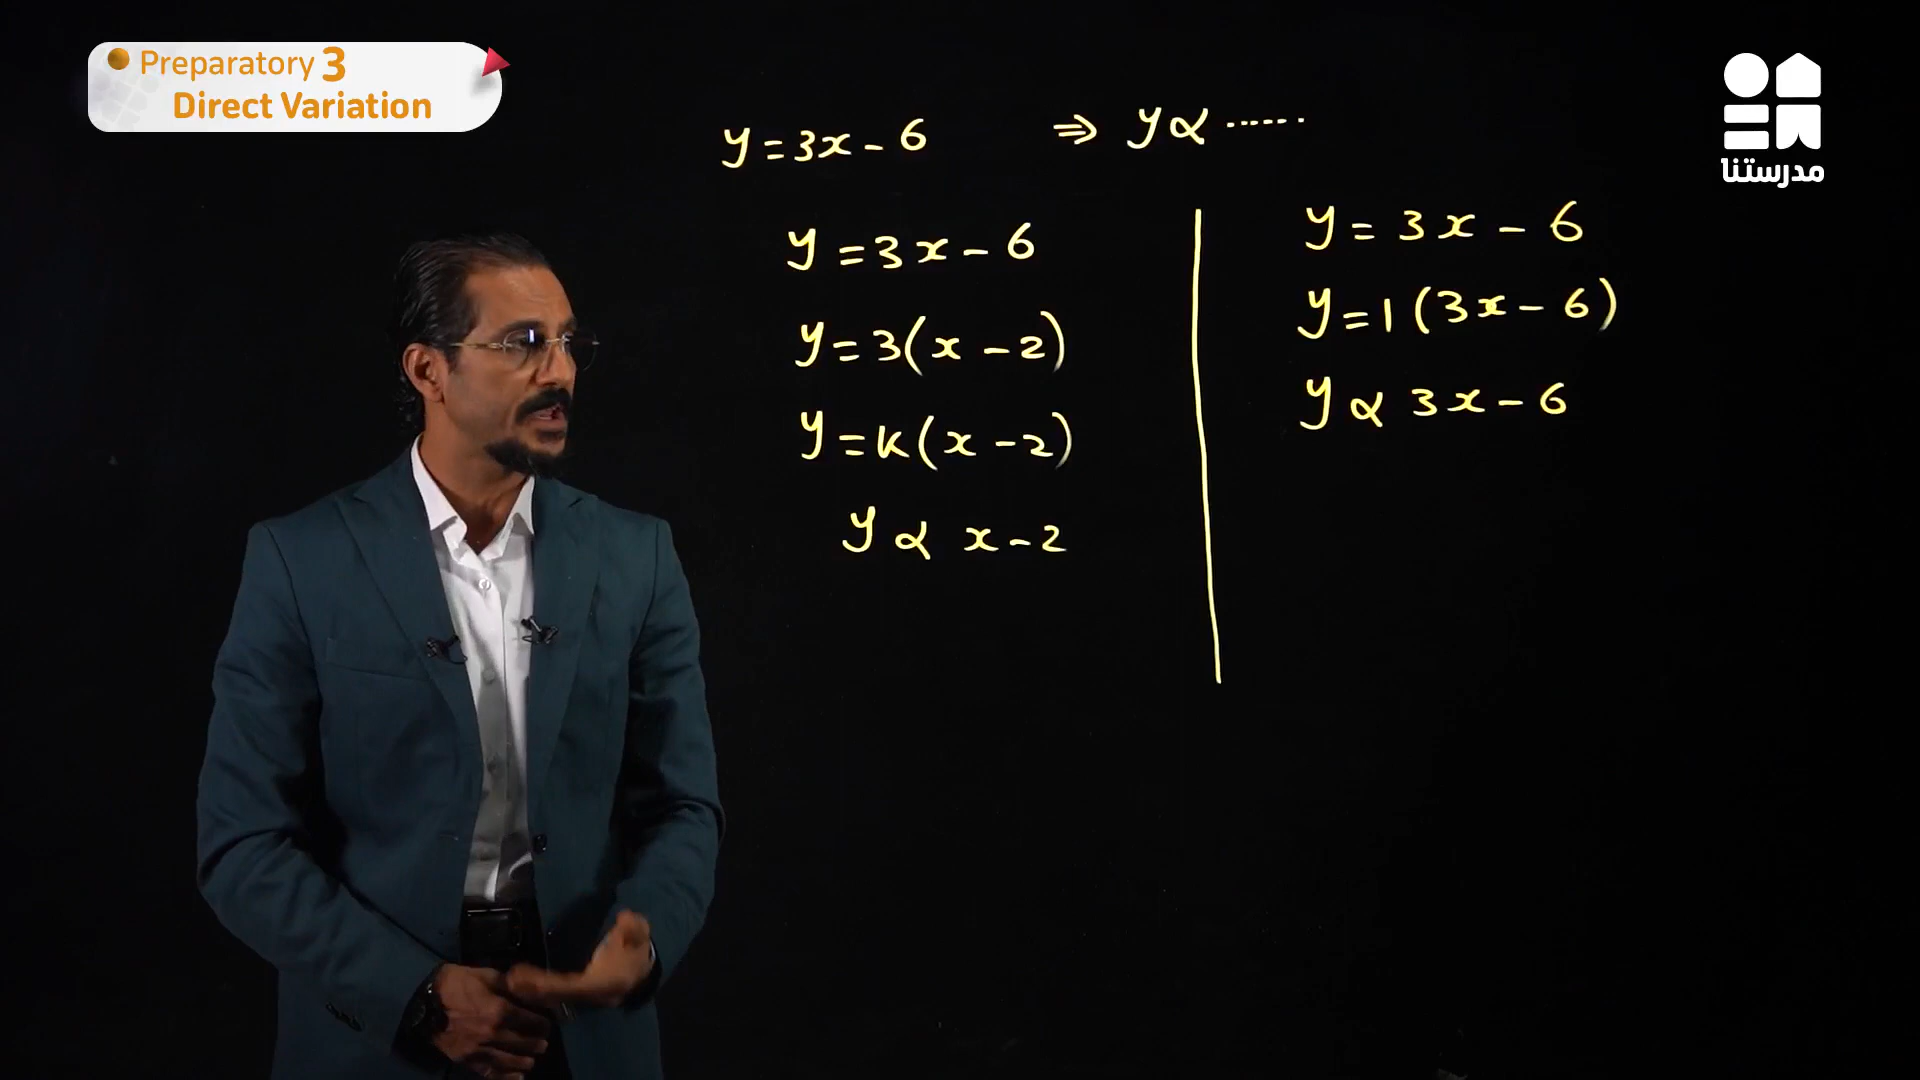 Preparatory 3
Direct Variation
مدرستنا
y = 3x - 6 ⇒ y ∝ ......
y = 3x - 6
y = 3(x - 2)
y = k(x - 2)
y ∝ x - 2
y = 3x - 6
y = 1(3x - 6)
y ∝ 3x - 6